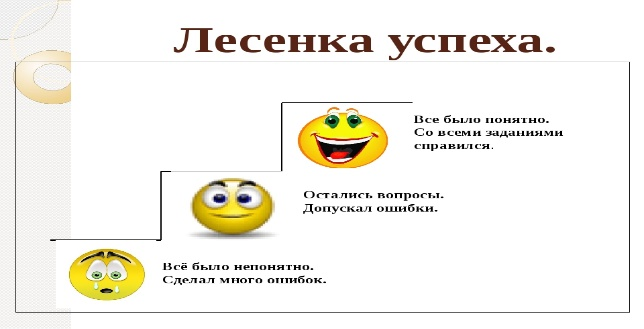 Лесенка успеха.
Все было понятно.
Со всеми заданиями
справился.
Остались вопросы.
Допускал ошибки.
Всё было непонятно.
Сделал много ошибок.